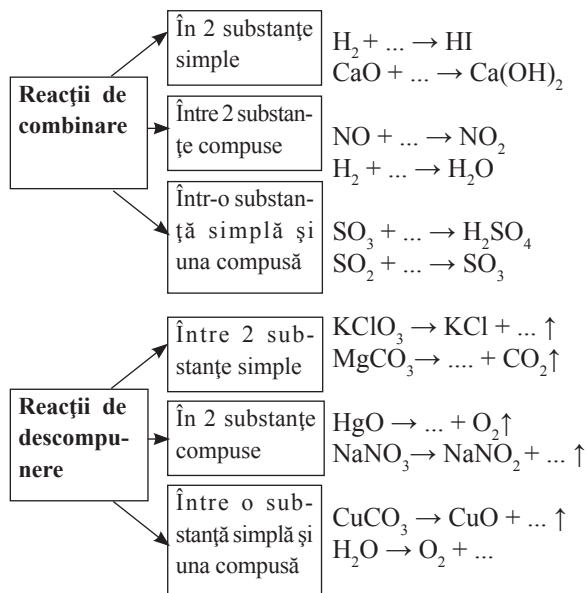 În 2 substanţe
simple
H₂ + ... → HI
CaO + ... → Ca(OH)₂
Reacţii de
combinare
Între 2 substan-
ţe compuse
NO + ... → NO₂
H₂ + ... → H₂O
Într-o substan-
ţă simplă şi
una compusă
SO₃ + ... → H₂SO₄
SO₂ + ... → SO₃
Între 2 sub-
stanţe simple
KClO₃ → KCl + ... ↑
MgCO₃→ .... + CO₂↑
Reacţii de
descompu-
nere
În 2 substanţe
compuse
HgO → ... + O₂↑
NaNO₃→ NaNO₂ + ... ↑
Între o sub-
stanţă simplă şi
una compusă
CuCO₃ → CuO + ... ↑
H₂O → O₂ + ...